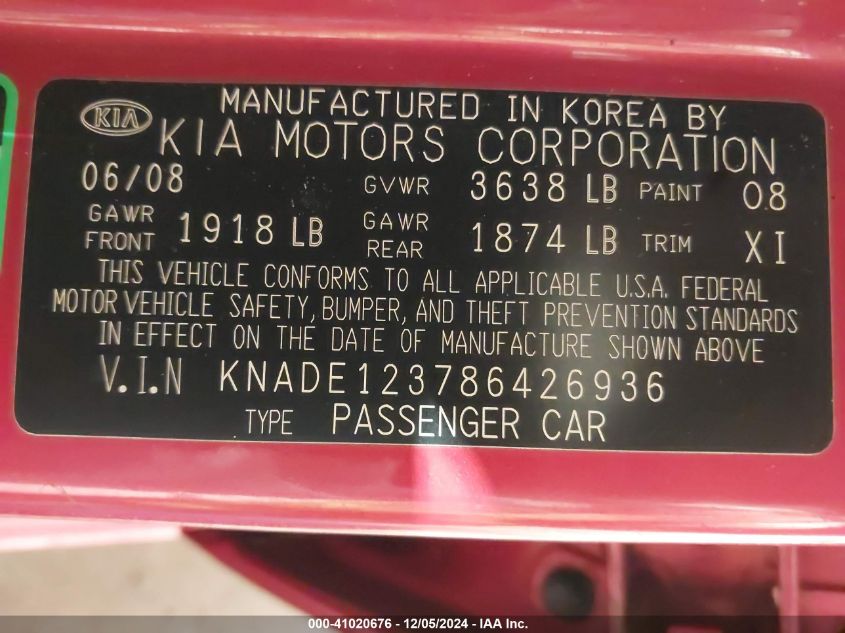 MANUFACTURED IN KOREA BY
KIA KIA MOTORS CORPORATION
06/08 GVWR 3638 LB PAINT 08
GAWR FRONT 1918 LB GAWR REAR 1874 LB TRIM XI
THIS VEHICLE CONFORMS TO ALL APPLICABLE U.S.A. FEDERAL
MOTOR VEHICLE SAFETY, BUMPER, AND THEFT PREVENTION STANDARDS
IN EFFECT ON THE DATE OF MANUFACTURE SHOWN ABOVE
V.I.N KNADE123786426936
TYPE PASSENGER CAR
000-41020676 - 12/05/2024 - IAA Inc.